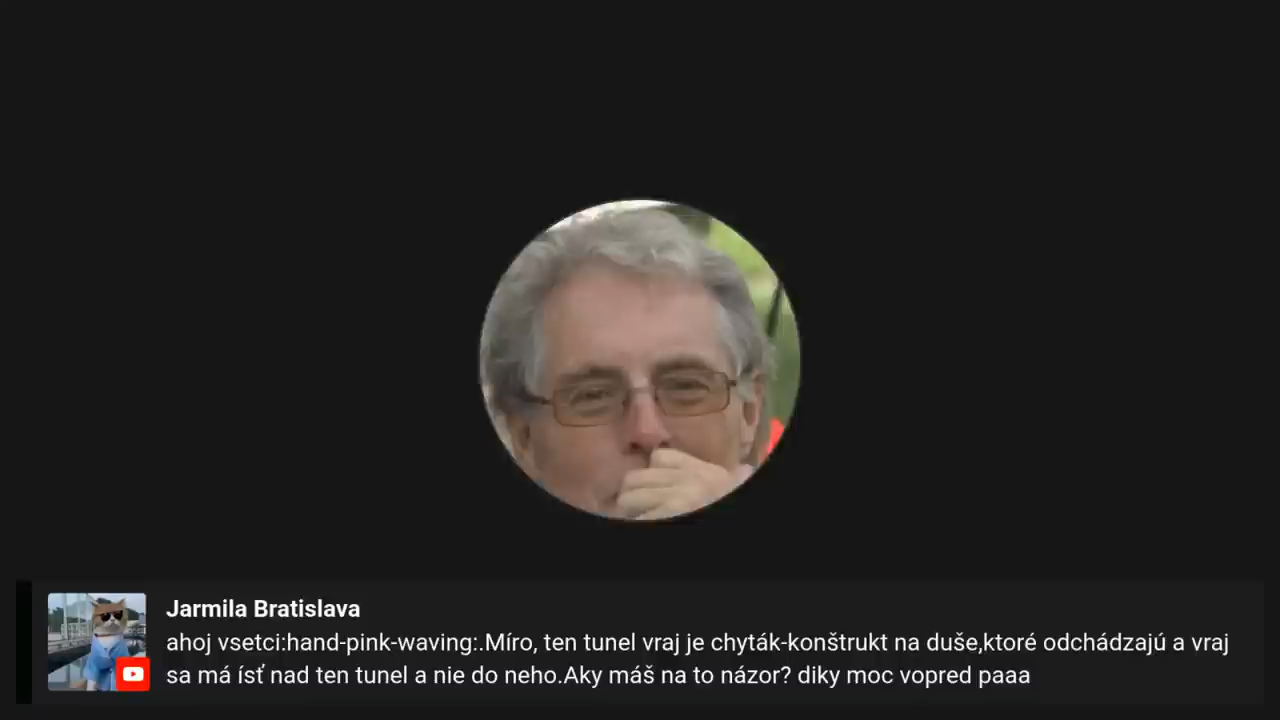 Jarmila Bratislava
ahoj vsetci:hand-pink-waving:.Míro, ten tunel vraj je chyták-konštrukt na duše,ktoré odchádzajú a vraj
sa má ísť nad ten tunel a nie do neho.Aky máš na to názor? diky moc vopred paaa